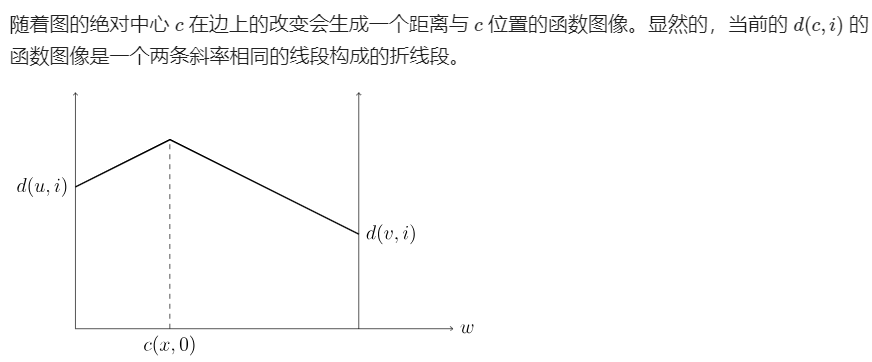 随着图的绝对中心 c 在边上的改变会生成一个距离与 c 位置的函数图像。显然的，当前的 d(c, i) 的
函数图像是一个两条斜率相同的线段构成的折线段。
d(u, i)
d(v, i)
w
c(x, 0)